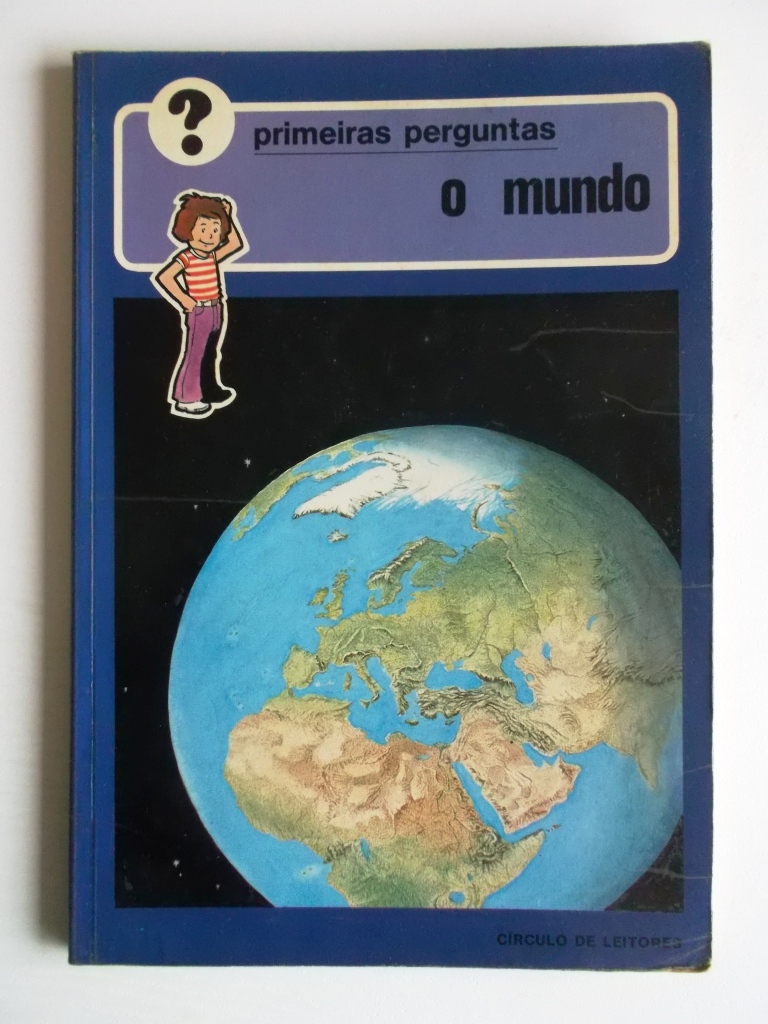 ?
primeiras perguntas
o mundo
CÍRCULO DE LEITORES